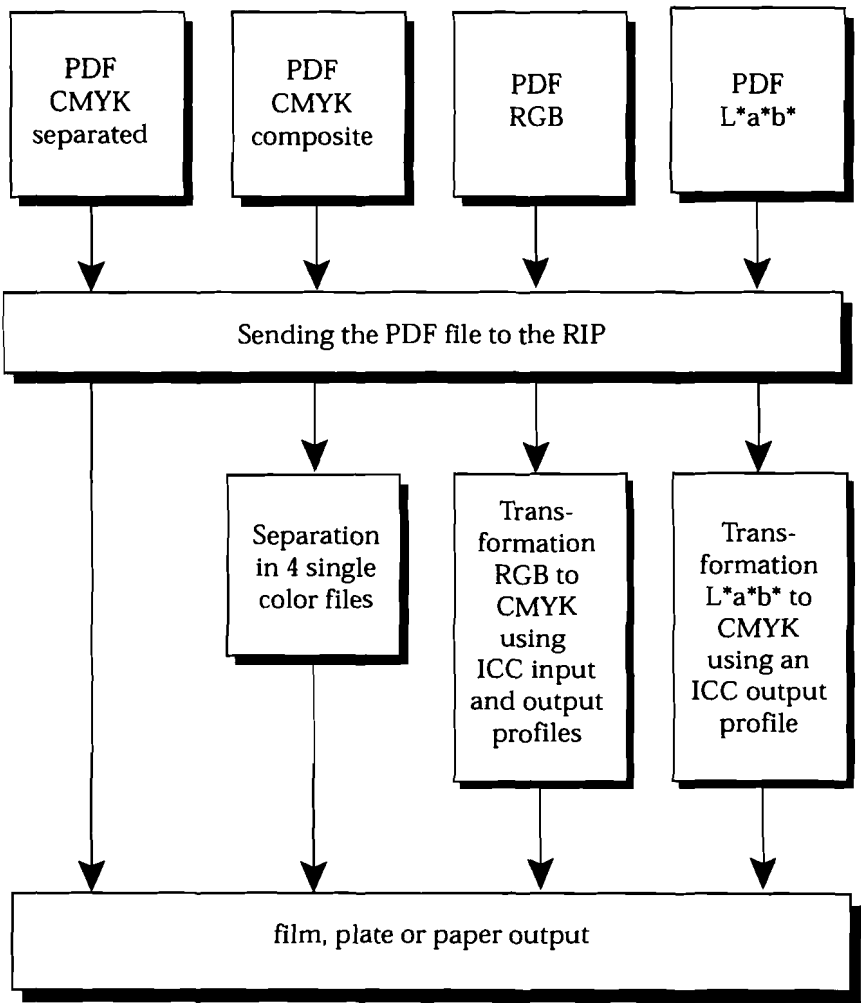 PDF
CMYK
separated
PDF
CMYK
composite
PDF
RGB
PDF
L*a*b*
Sending the PDF file to the RIP
Separation
in 4 single
color files
Trans-
formation
RGB to
CMYK
using
ICC input
and output
profiles
Trans-
formation
L*a*b* to
CMYK
using an
ICC output
profile
film, plate or paper output